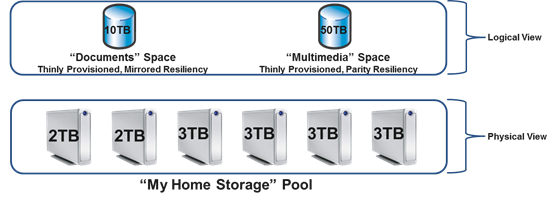 10TB
50TB
“Documents” Space
Thinly Provisioned, Mirrored Resiliency
“Multimedia” Space
Thinly Provisioned, Parity Resiliency
Logical View
2TB
2TB
3TB
3TB
3TB
3TB
Physical View
“My Home Storage” Pool